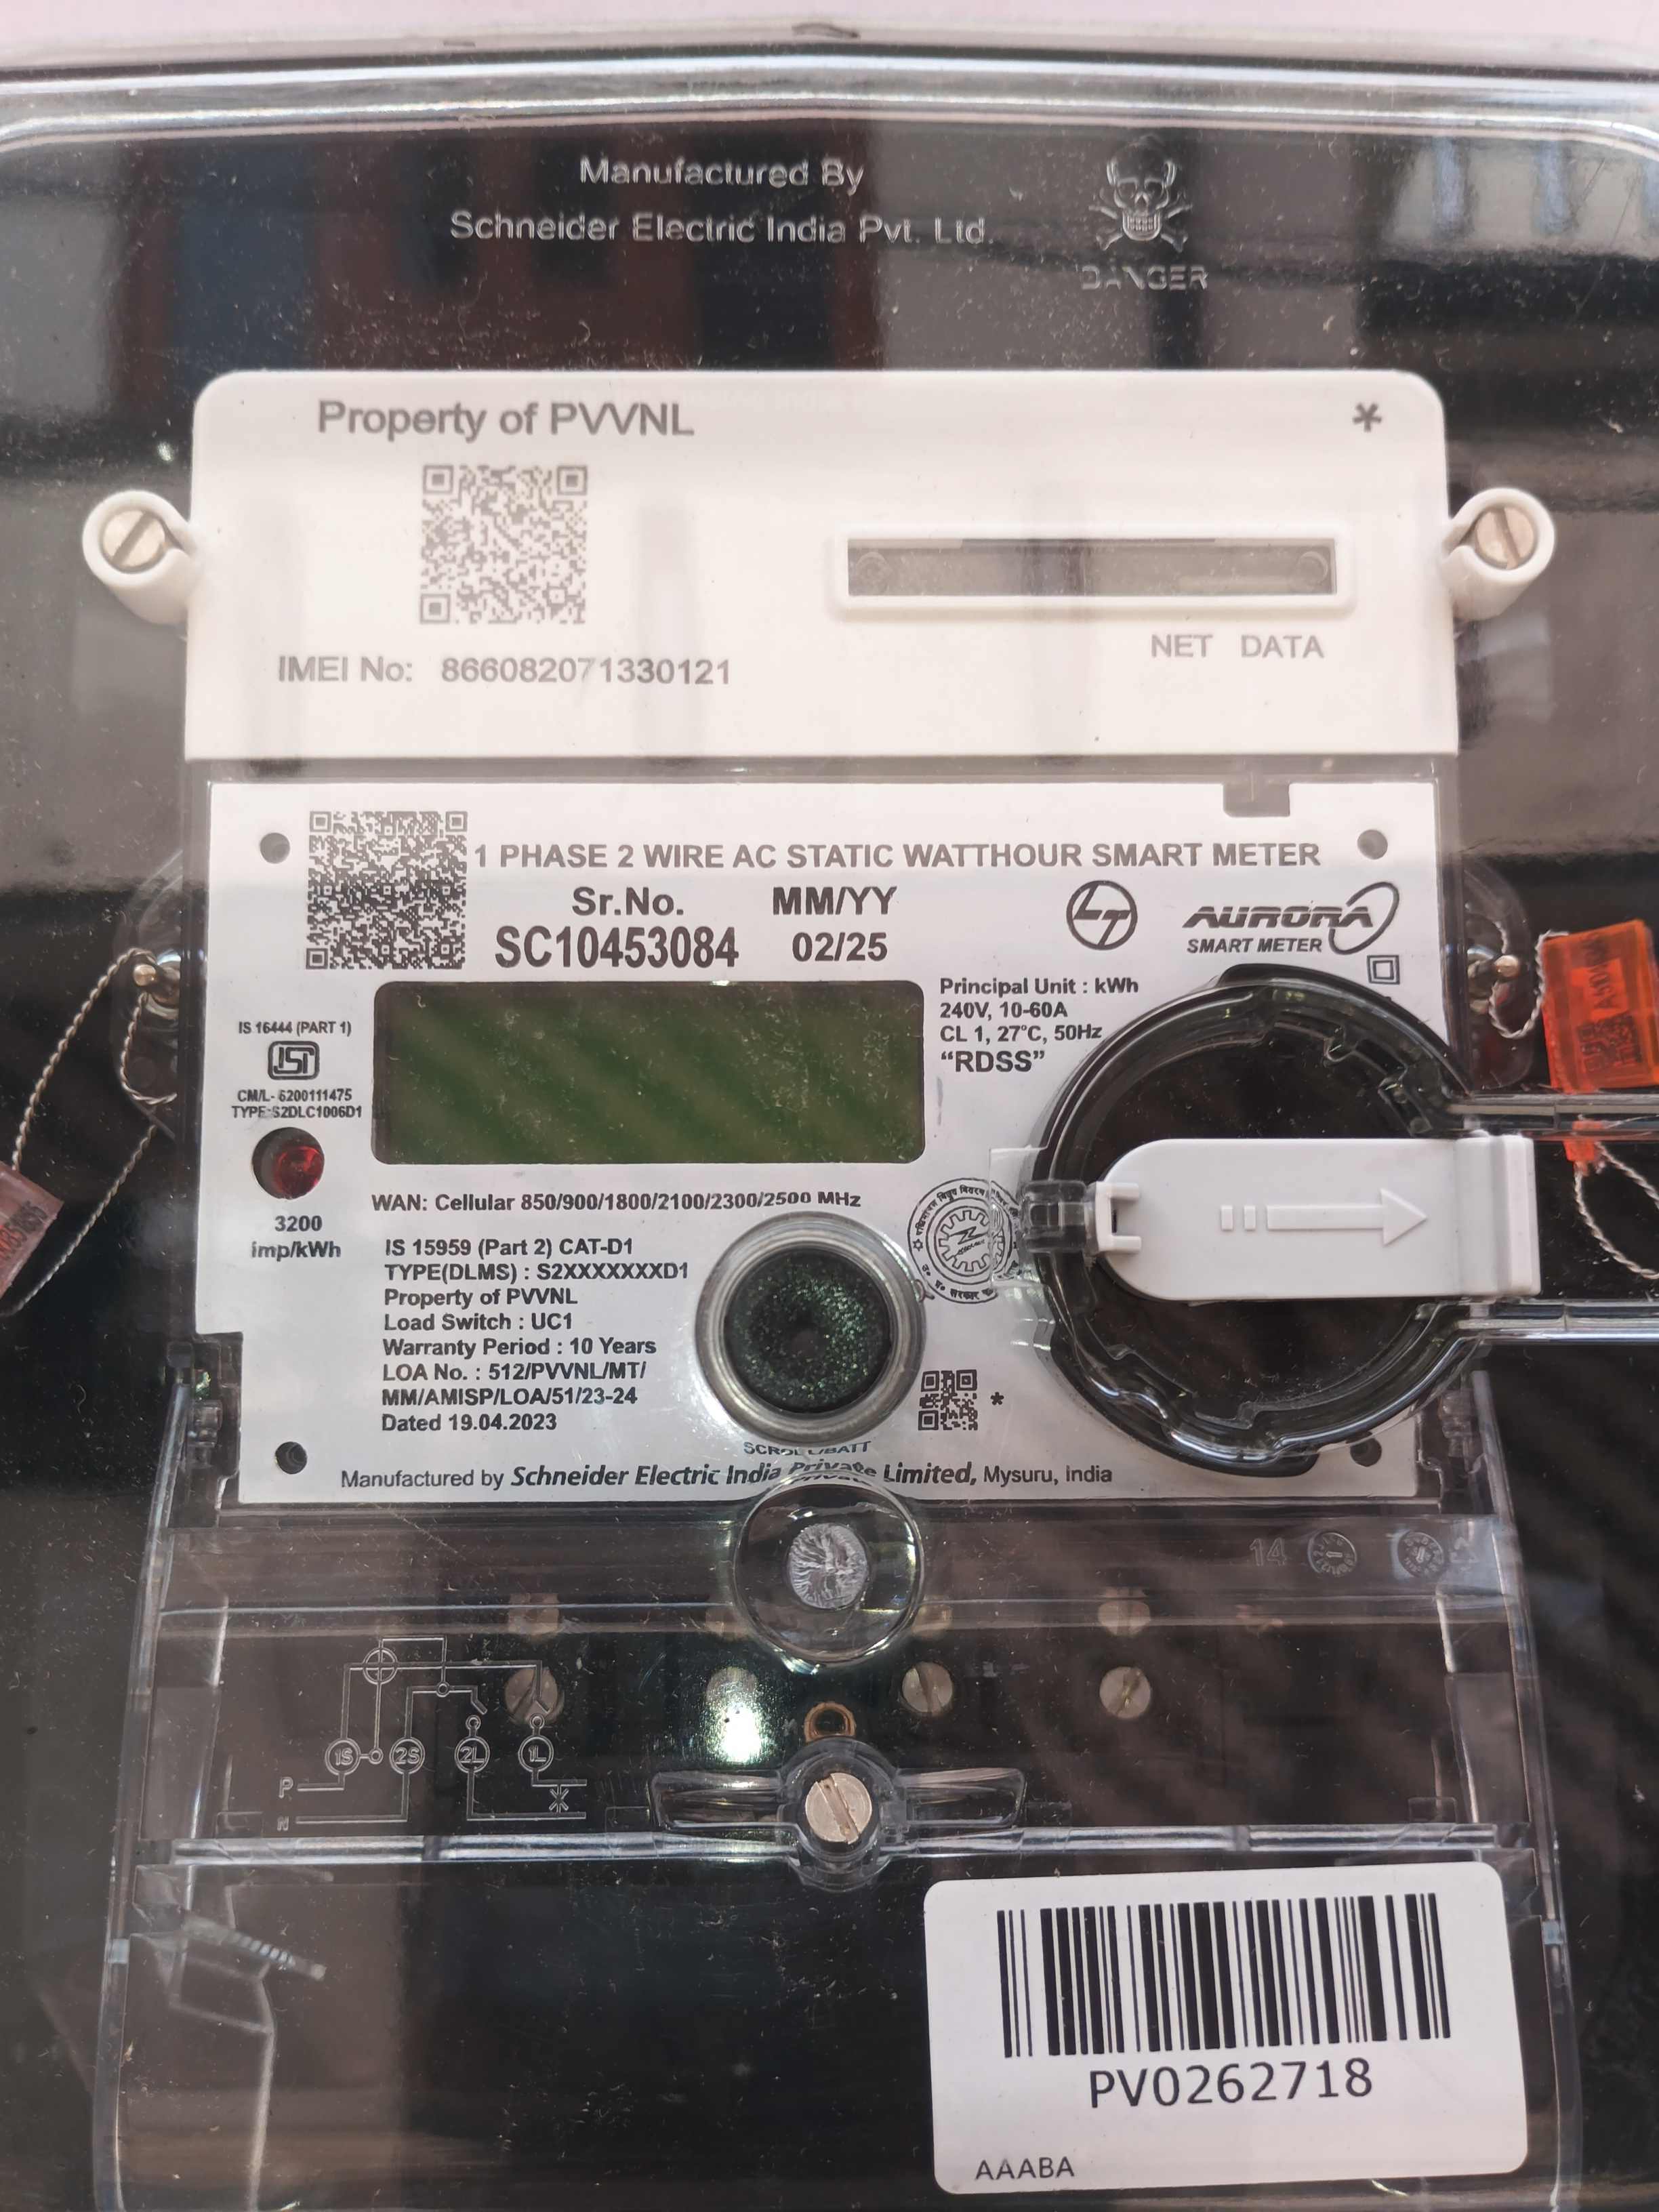 Manufactured By
Schneider Electric India Pvt. Ltd.
DANGER
Property of PVVNL
*
IMEI No: 866082071330121
NET DATA
1 PHASE 2 WIRE AC STATIC WATTHOUR SMART METER
Sr.No. MM/YY
SC10453084 02/25
LT
AURORA
SMART METER
Principal Unit : kWh
240V, 10-60A
CL 1, 27°C, 50Hz
“RDSS”
IS 16444 (PART 1)
ISI
CM/L- 6200111475
TYPE:S2DLC1006D1
3200
imp/kWh
WAN: Cellular 850/900/1800/2100/2300/2500 MHz
IS 15959 (Part 2) CAT-D1
TYPE(DLMS) : S2XXXXXXXD1
Property of PVVNL
Load Switch : UC1
Warranty Period : 10 Years
LOA No. : 512/PVVNL/MT/
MM/AMISP/LOA/51/23-24
Dated 19.04.2023
*
SCROLL/BATT
Manufactured by Schneider Electric India Private Limited, Mysuru, India
14
1S 2S 2L 1L
P
N
PV0262718
AAABA